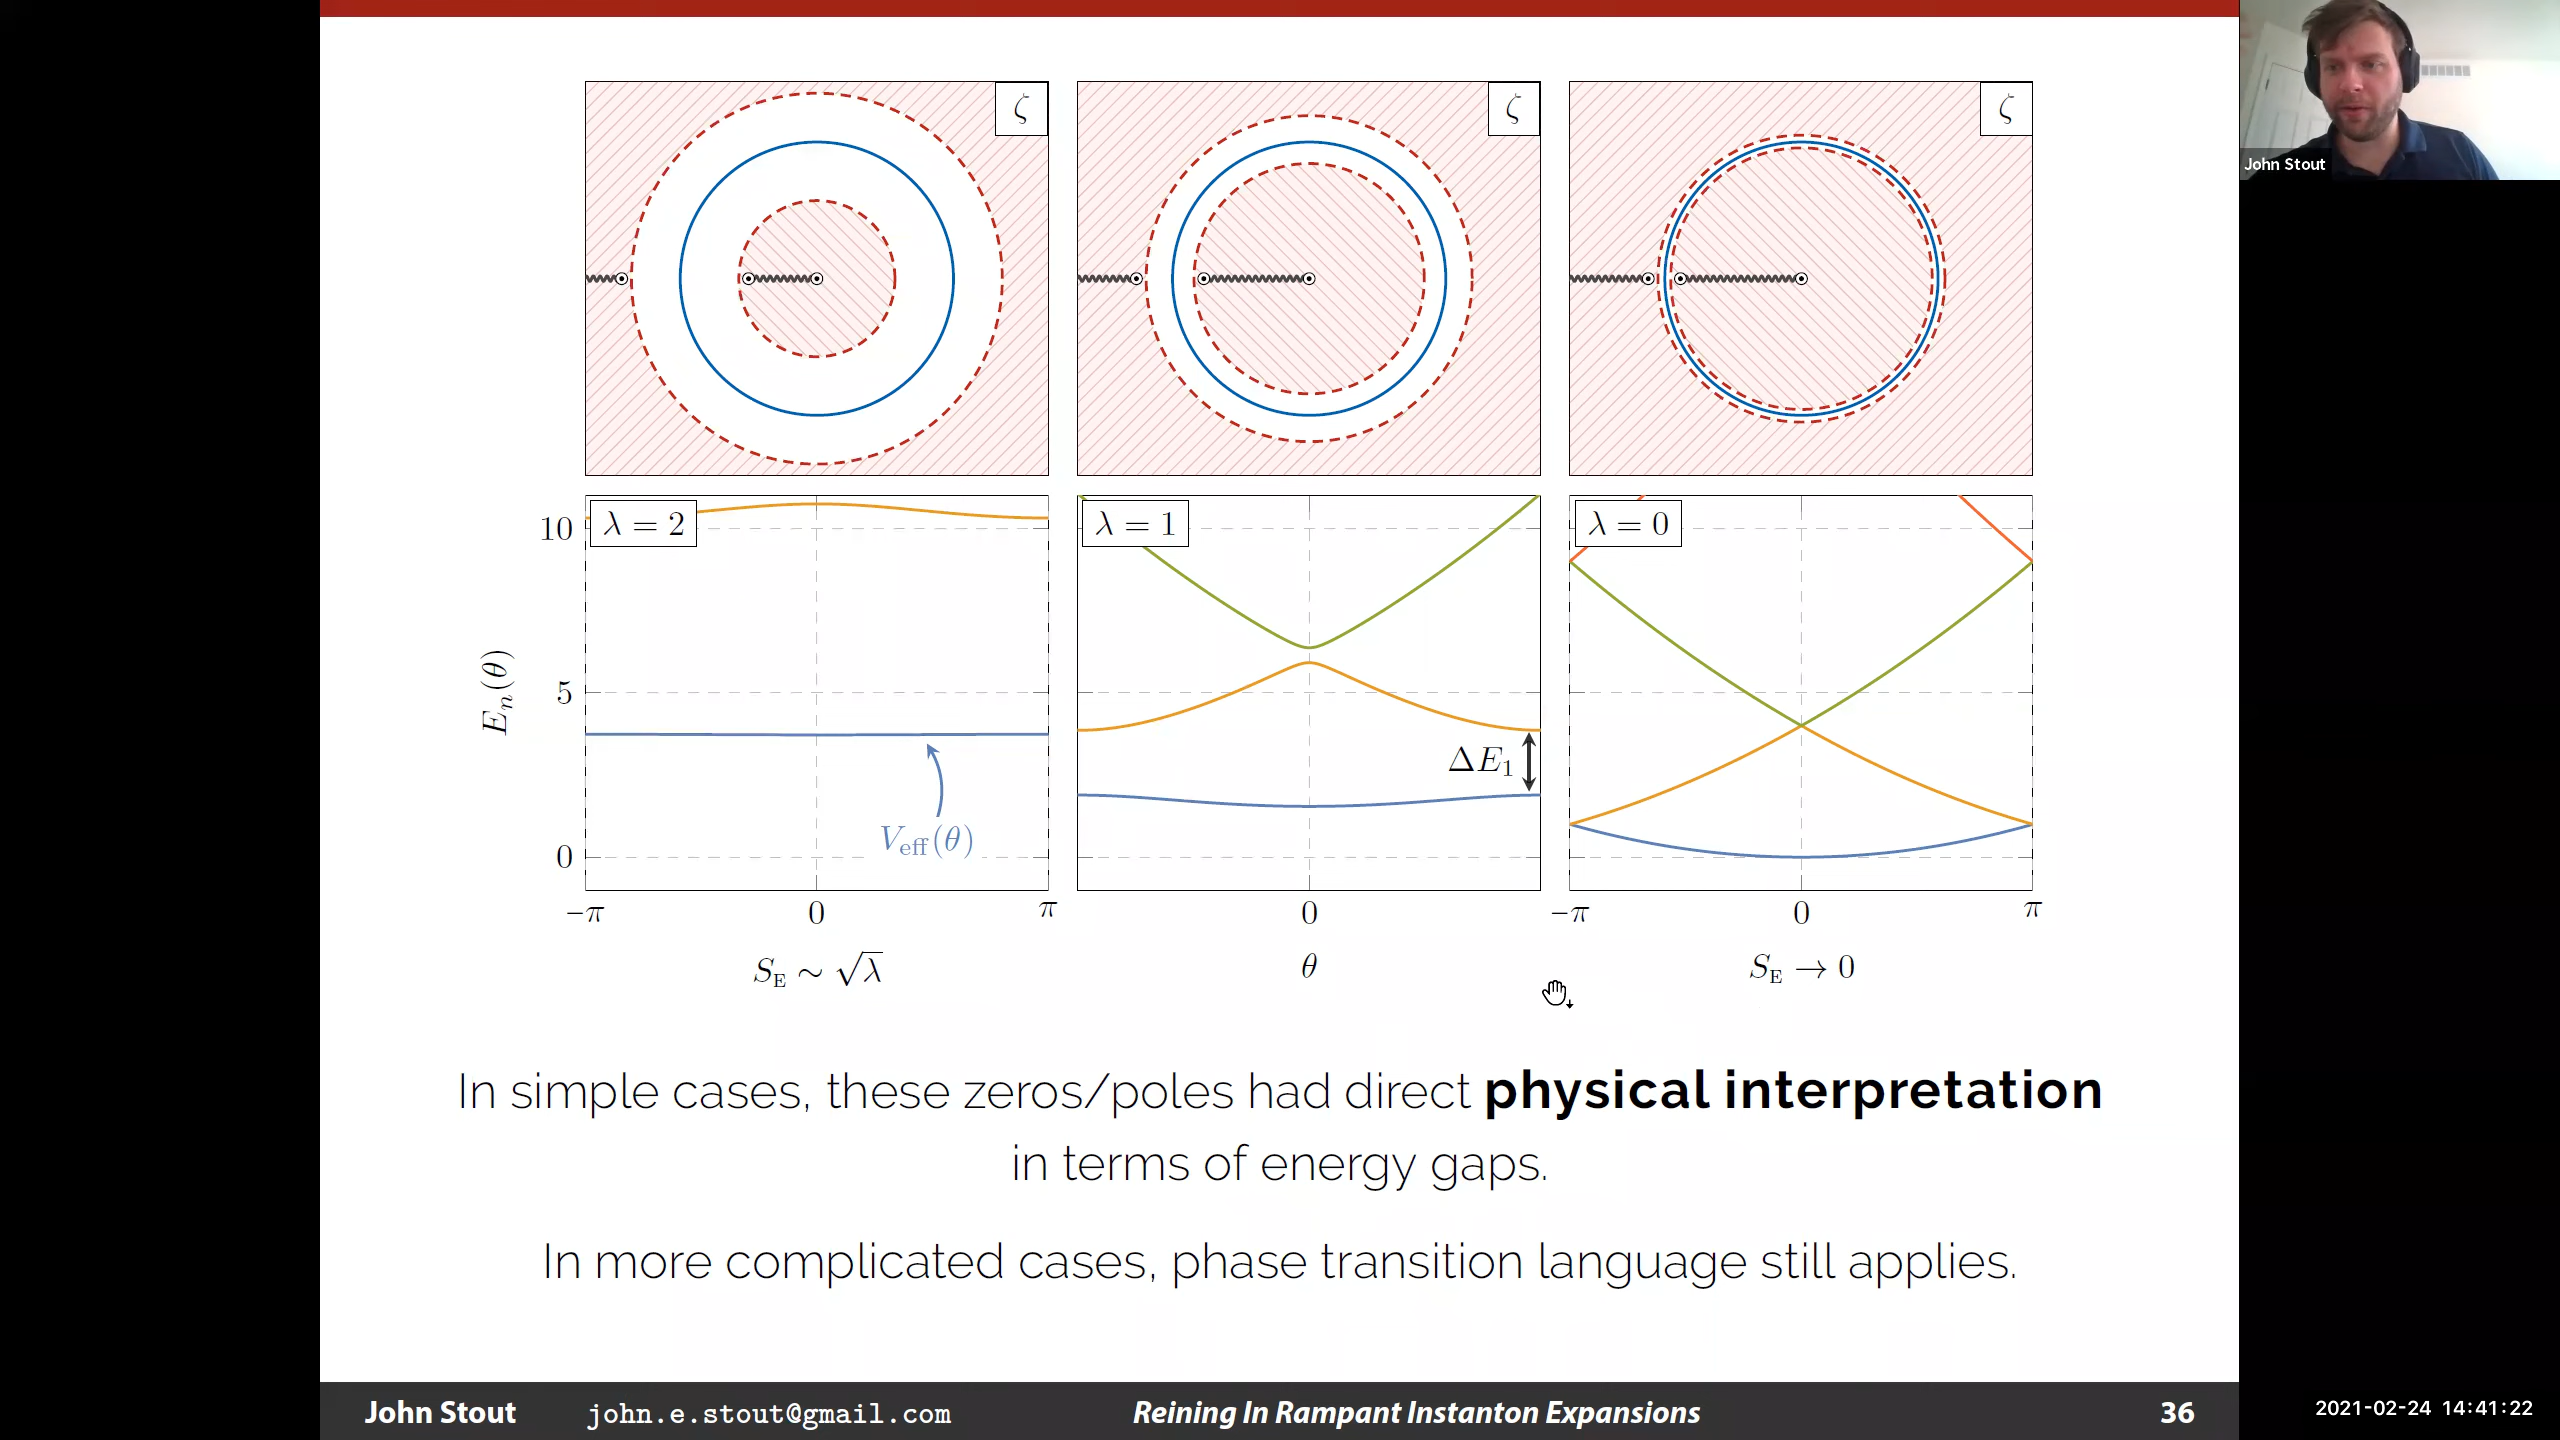 ζ
ζ
ζ
John Stout
λ = 2
λ = 1
λ = 0
10
5
0
E_n(θ)
ΔE_1
V_eff(θ)
−π 0 π
0
−π 0 π
S_E ∼ √λ
θ
S_E → 0
In simple cases, these zeros/poles had direct physical interpretation
in terms of energy gaps.
In more complicated cases, phase transition language still applies.
John Stout john.e.stout@gmail.com Reining In Rampant Instanton Expansions 36
2021-02-24 14:41:22